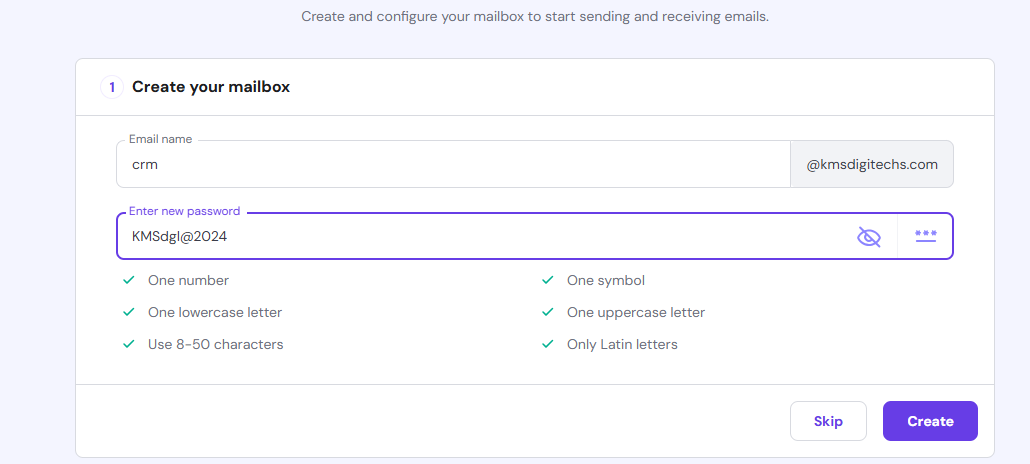 Create and configure your mailbox to start sending and receiving emails.
1 Create your mailbox
Email name
crm @kmsdigitechs.com
Enter new password
KMSdgl@2024
One number One symbol
One lowercase letter One uppercase letter
Use 8-50 characters Only Latin letters
Skip Create